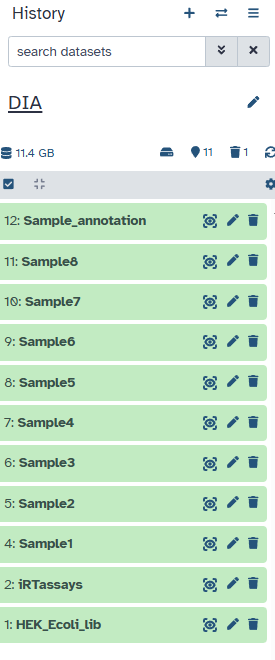 History
search datasets
DIA
11.4 GB 11 1
12: Sample_annotation
11: Sample8
10: Sample7
9: Sample6
8: Sample5
7: Sample4
6: Sample3
5: Sample2
4: Sample1
2: iRTassays
1: HEK_Ecoli_lib